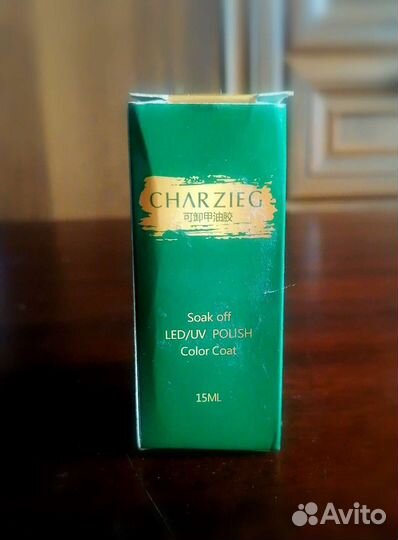 CHARZIEG
可卸甲油胶
Soak off
LED/UV POLISH
Color Coat
15ML
Avito